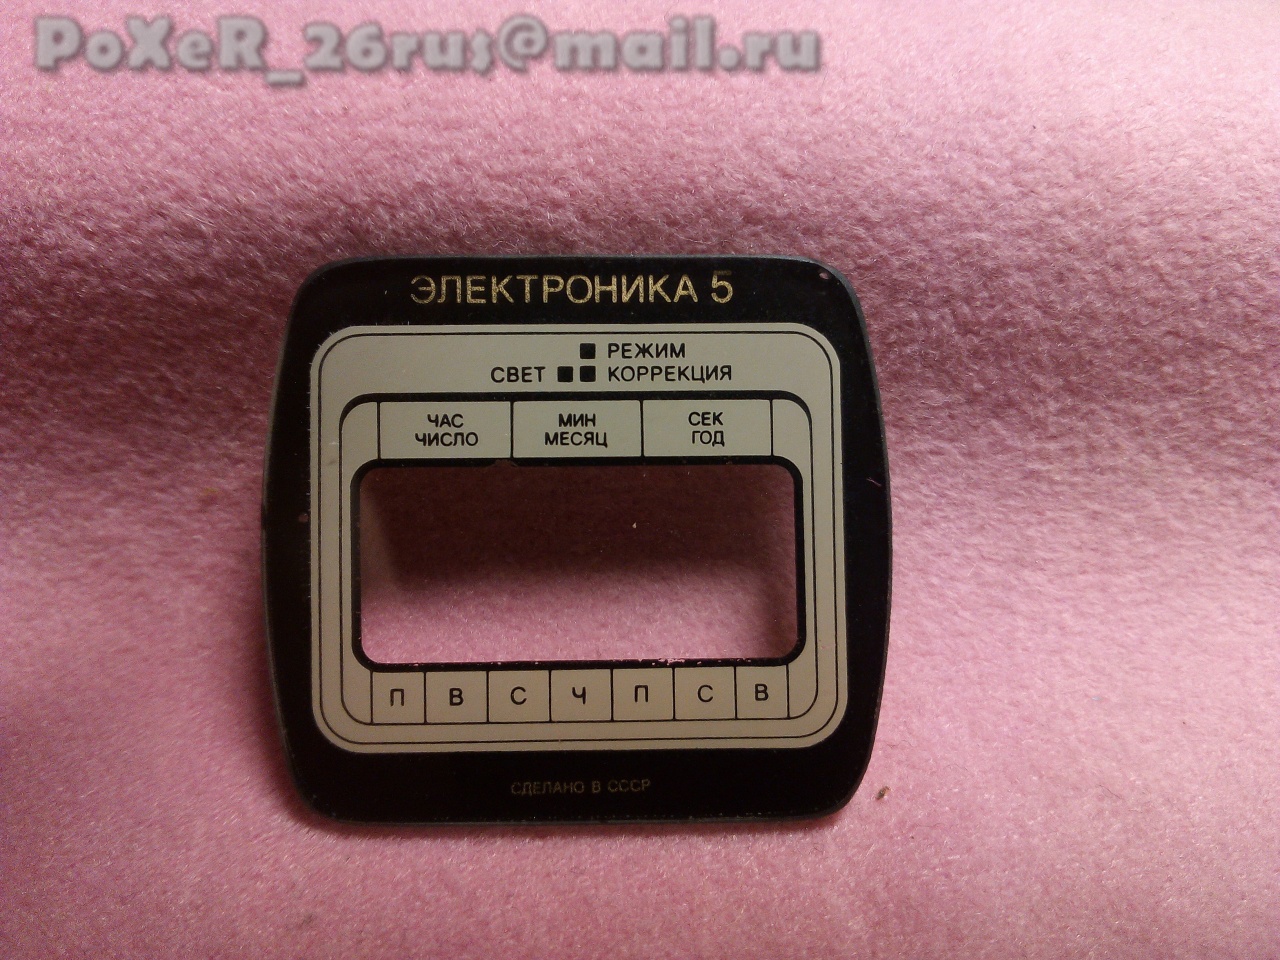 PoXeR_26rus@mail.ru
ЭЛЕКТРОНИКА 5
■ РЕЖИМ
СВЕТ ■■ КОРРЕКЦИЯ
ЧАС МИН СЕК
ЧИСЛО МЕСЯЦ ГОД
П В С Ч П С В
СДЕЛАНО В СССР